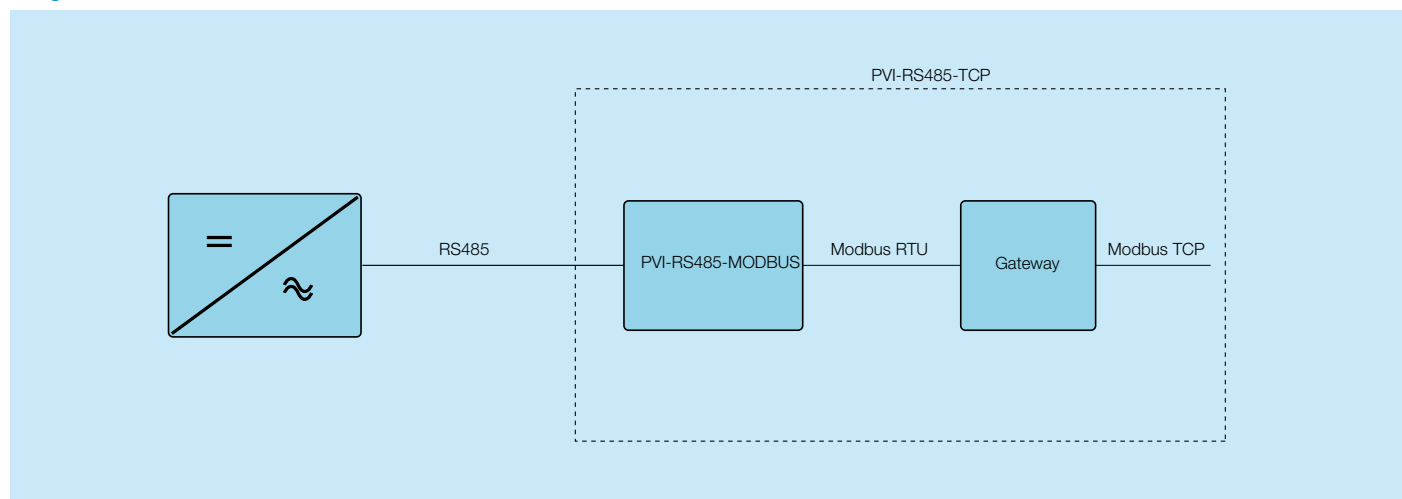 PVI-RS485-TCP
RS485
PVI-RS485-MODBUS
Modbus RTU
Gateway
Modbus TCP